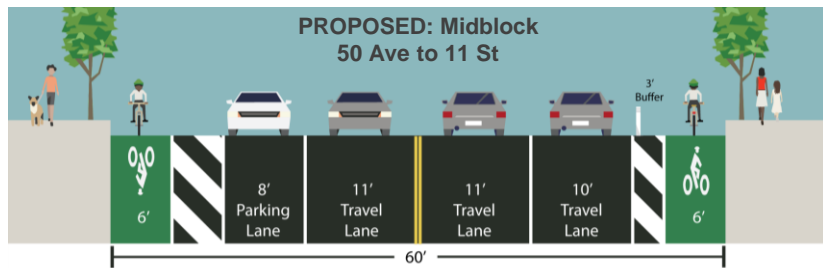 PROPOSED: Midblock
50 Ave to 11 St
3'
Buffer
6'
8'
Parking
Lane
11'
Travel
Lane
11'
Travel
Lane
10'
Travel
Lane
6'
60'